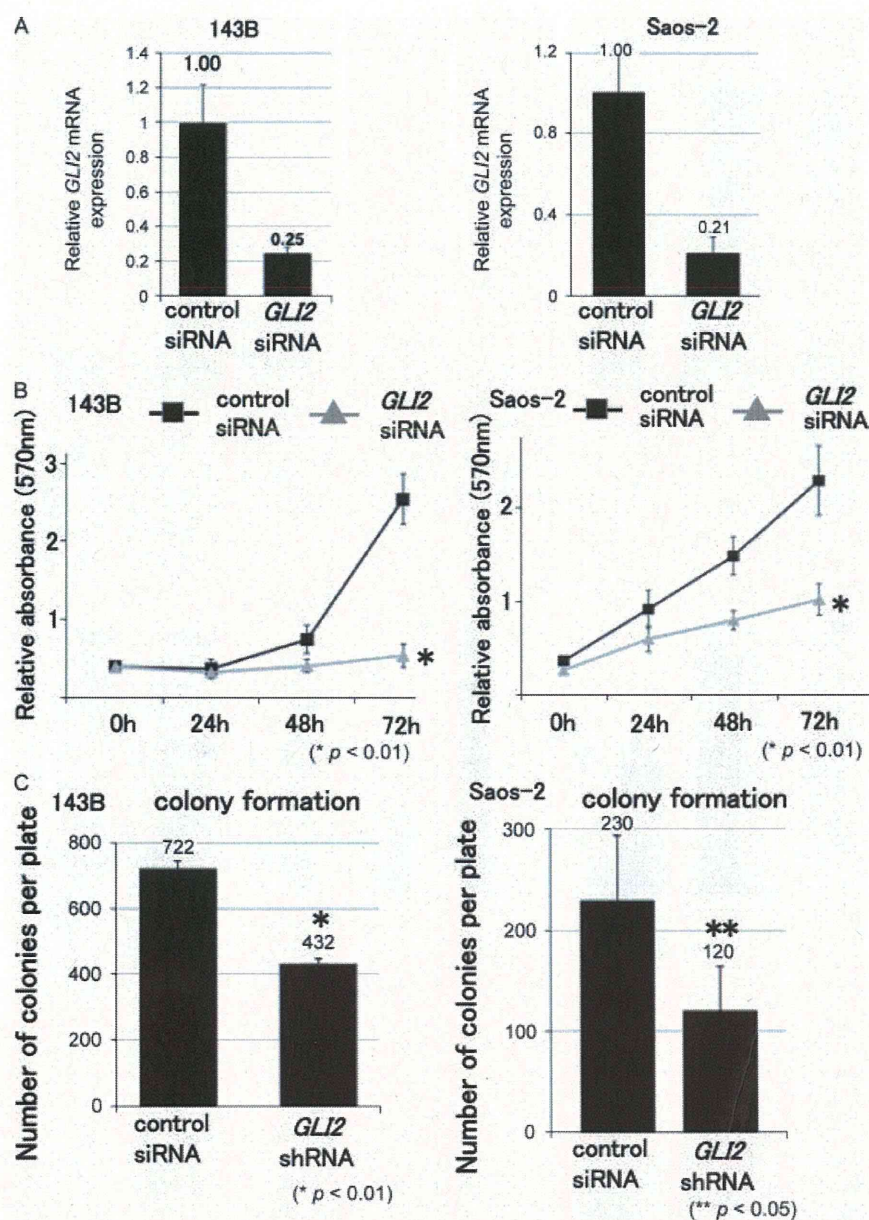 A
143B
Relative GLI2 mRNA
expression
1.4
1.2
1
0.8
0.6
0.4
0.2
0
1.00
0.25
control
siRNA
GLI2
siRNA
Saos-2
Relative GLI2 mRNA
expression
1.2
0.8
0.4
0
1.00
0.21
control
siRNA
GLI2
siRNA
B
143B
control
siRNA
GLI2
siRNA
Relative absorbance (570nm)
3
2
1
0h 24h 48h 72h
*
(* p < 0.01)
Saos-2
control
siRNA
GLI2
siRNA
Relative absorbance (570nm)
2
1
0h 24h 48h 72h
*
(* p < 0.01)
C
143B
colony formation
Number of colonies per plate
800
600
400
200
0
722
*
432
control
siRNA
GLI2
shRNA
(* p < 0.01)
Saos-2
colony formation
Number of colonies per plate
300
200
100
0
230
**
120
control
siRNA
GLI2
shRNA
(** p < 0.05)